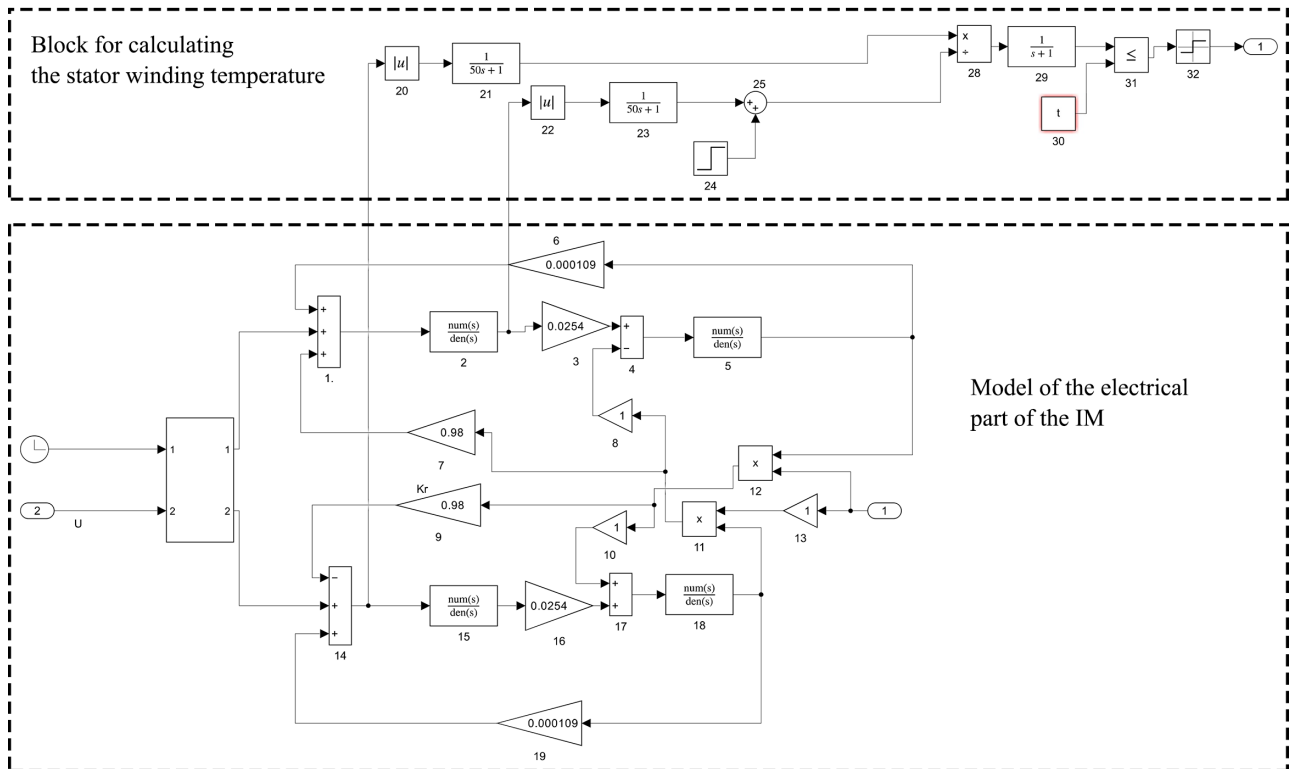 Block for calculating
the stator winding temperature
|u|
20
1
50s + 1
21
|u|
22
1
50s + 1
23
24
25
+
+
x
÷
28
1
s + 1
29
t
30
≤
31
32
1
Model of the electrical
part of the IM
6
0.000109
+
+
+
1.
num(s)
den(s)
2
0.0254
3
+
−
4
num(s)
den(s)
5
1
8
0.98
7
Kr
0.98
9
1
2
1
2
2
U
x
12
x
11
1
13
1
1
10
−
+
+
14
num(s)
den(s)
15
0.0254
16
+
+
17
num(s)
den(s)
18
0.000109
19